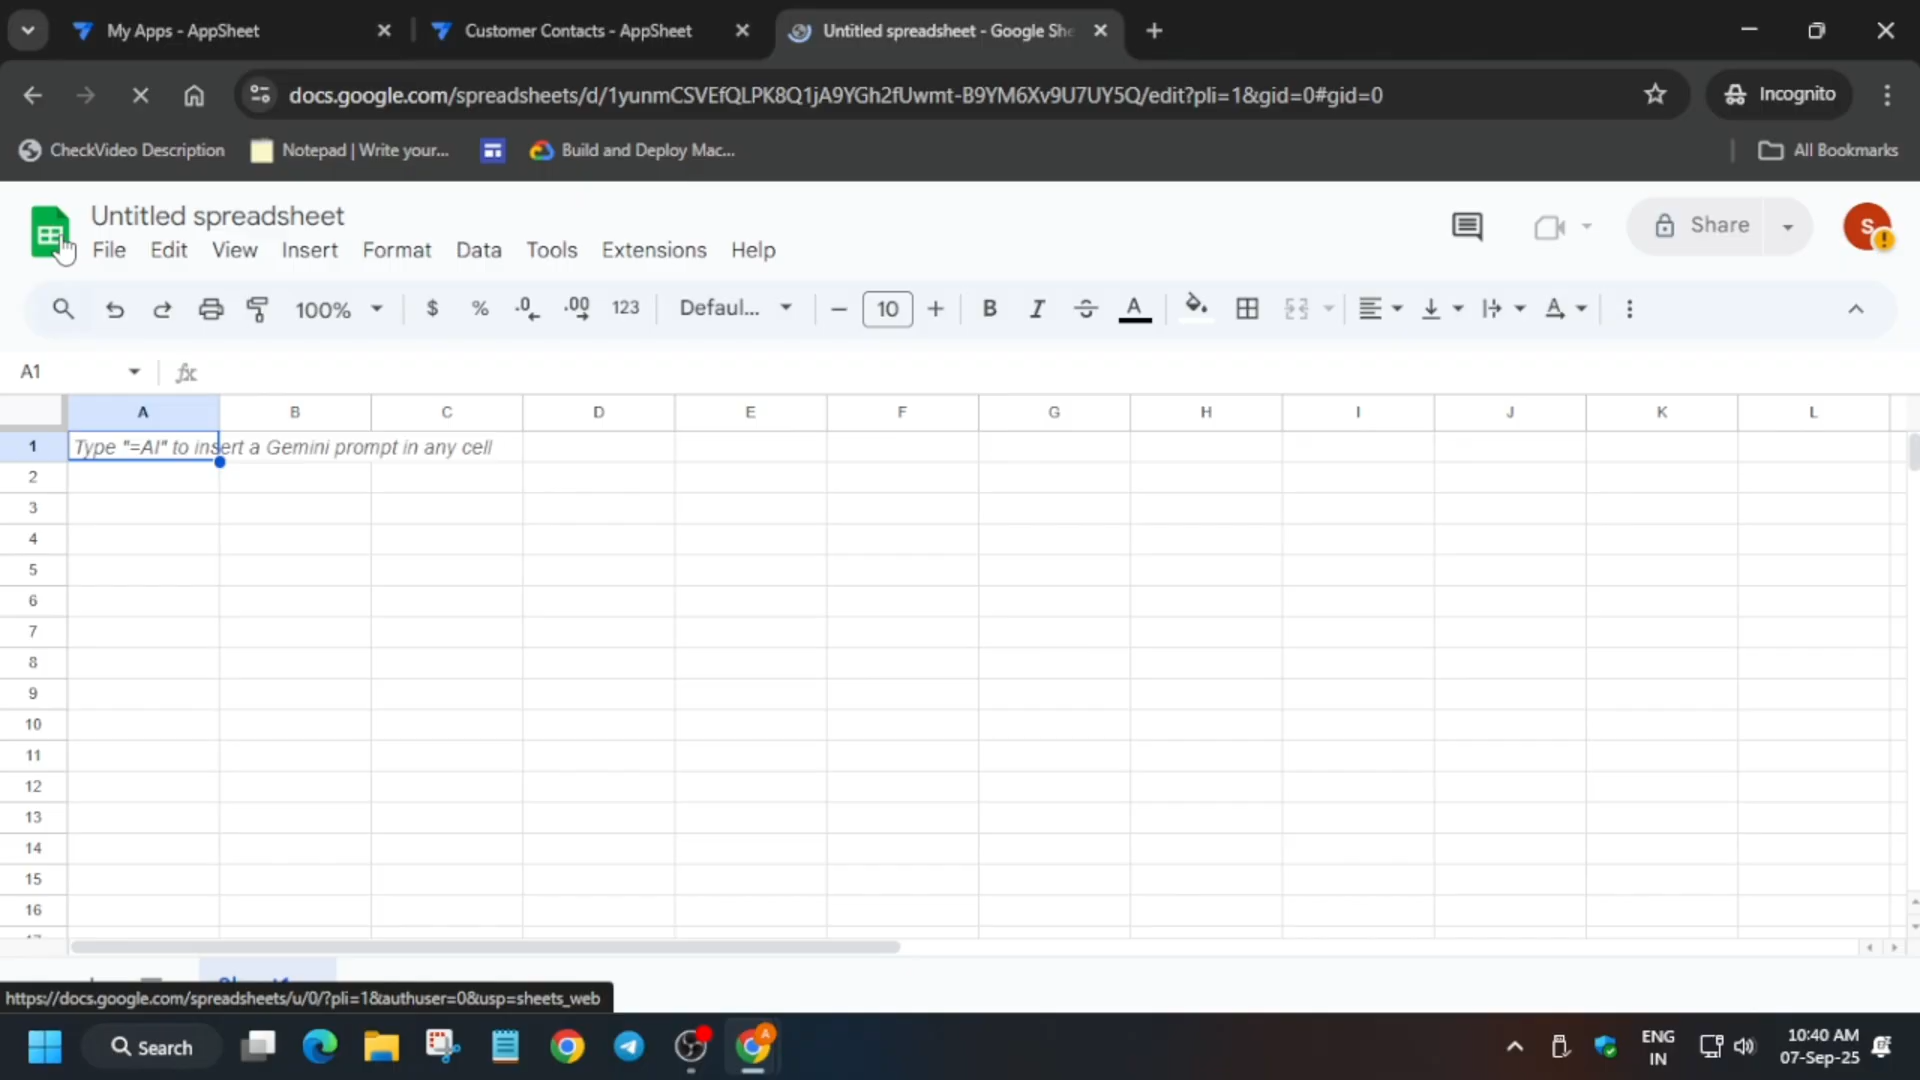 My Apps - AppSheet
Customer Contacts - AppSheet
Untitled spreadsheet - Google She
docs.google.com/spreadsheets/d/1yunmCSVEfQLPK8Q1jA9YGh2fUwmt-B9YM6Xv9U7UY5Q/edit?pli=1&gid=0#gid=0
Incognito
CheckVideo Description
Notepad | Write your...
Build and Deploy Mac...
All Bookmarks
Untitled spreadsheet
File Edit View Insert Format Data Tools Extensions Help
Share
S
100% $ % .0 .00 123 Defaul... − 10 + B I S A
A1 fx
A B C D E F G H I J K L
1 Type "=AI" to insert a Gemini prompt in any cell
2
3
4
5
6
7
8
9
10
11
12
13
14
15
16
https://docs.google.com/spreadsheets/u/0/?pli=1&authuser=0&usp=sheets_web
Search
A
ENG
IN
10:40 AM
07-Sep-25